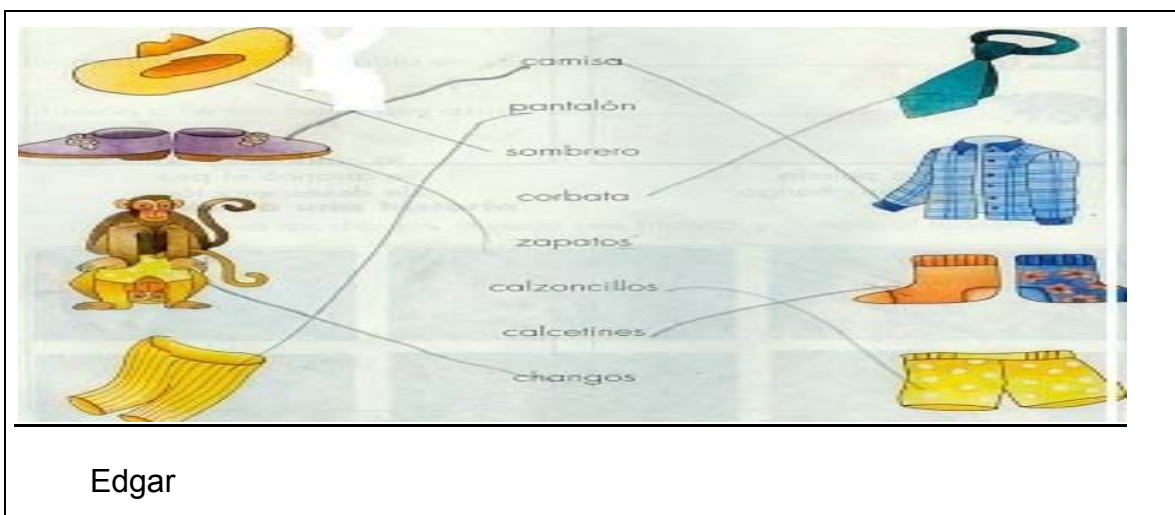 camisa
pantalón
sombrero
corbata
zapatos
calzoncillos
calcetines
changos
Edgar